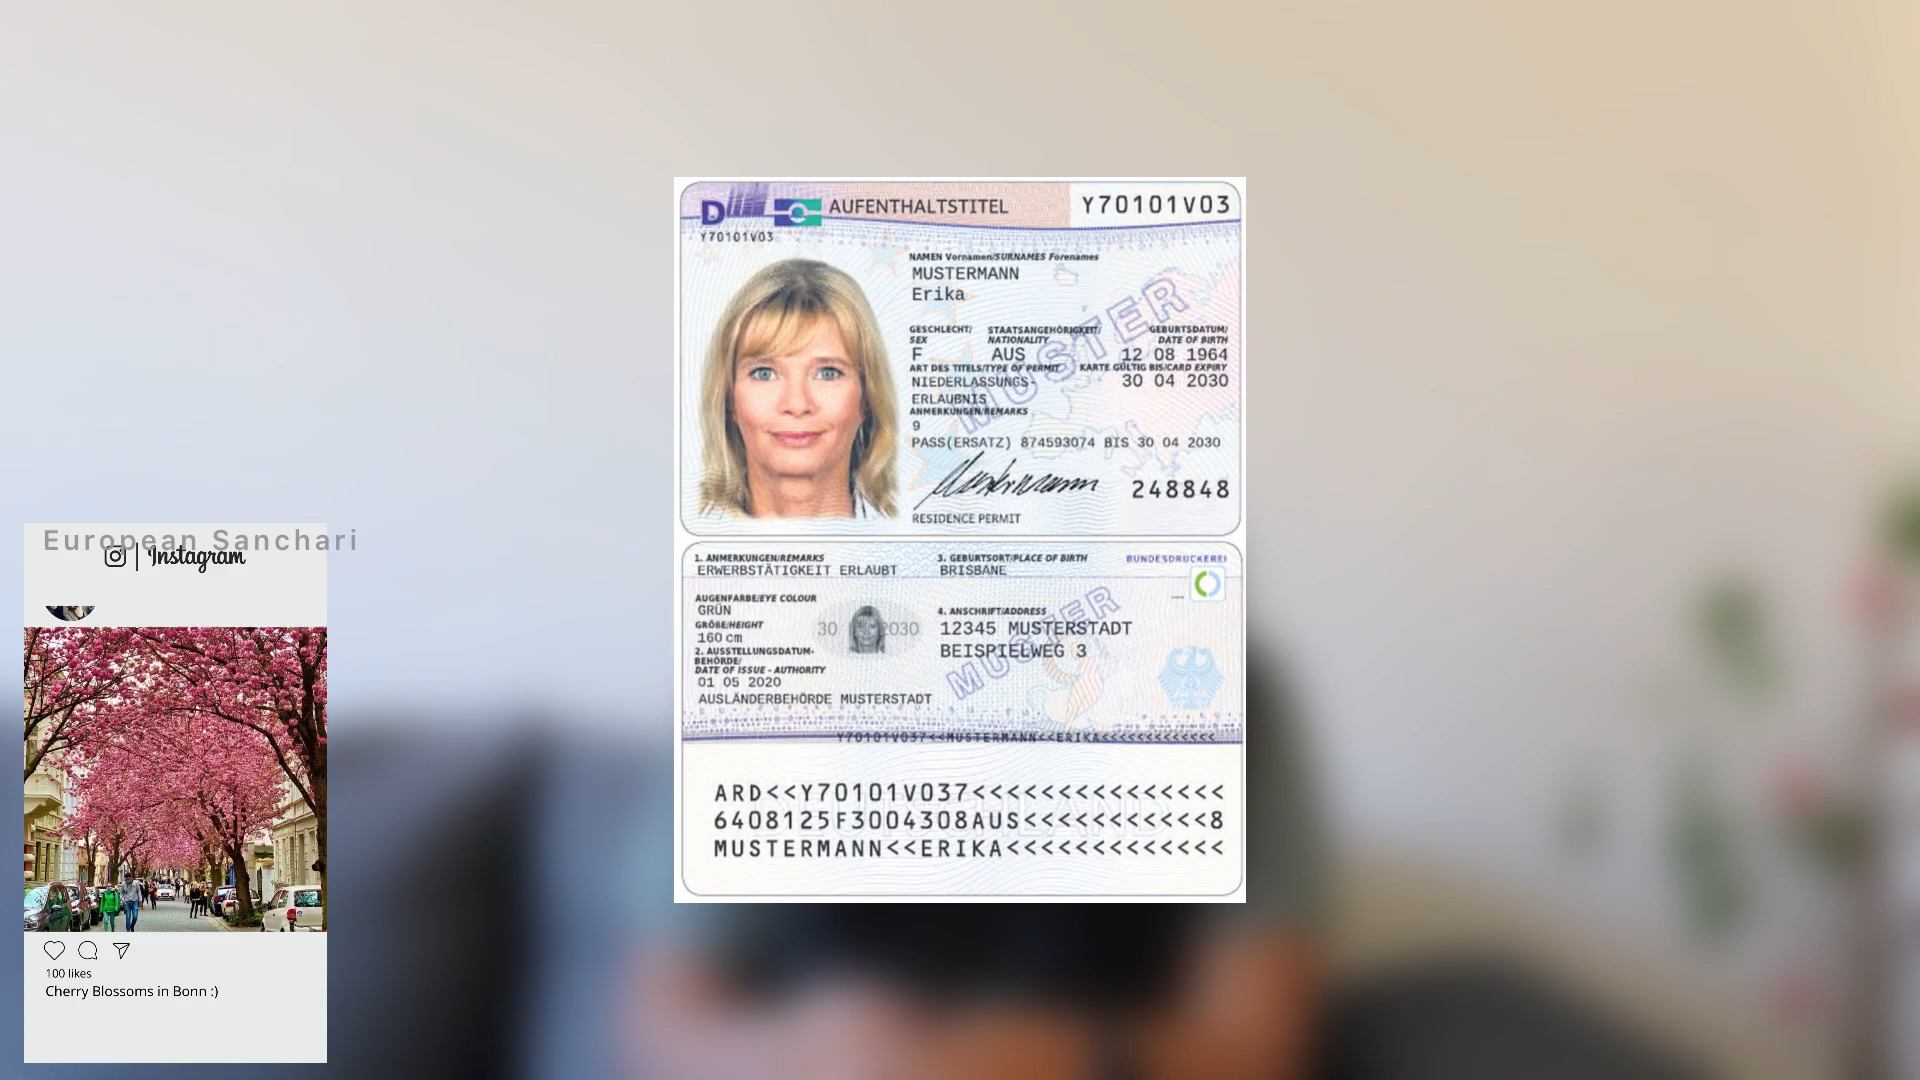 AUFENTHALTSTITEL
Y70101V03
Y70101V03
NAMEN Vornamen/SURNAMES Forenames
MUSTERMANN
Erika
GESCHLECHT/ STAATSANGEHÖRIGKEIT/ GEBURTSDATUM/
SEX NATIONALITY DATE OF BIRTH
F AUS 12 08 1964
ART DES TITELS/TYPE OF PERMIT KARTE GÜLTIG BIS/CARD EXPIRY
NIEDERLASSUNGS- 30 04 2030
ERLAUBNIS
ANMERKUNGEN/REMARKS
9
PASS(ERSATZ) 874593074 BIS 30 04 2030
Mustermann
248848
RESIDENCE PERMIT
MUSTER
1. ANMERKUNGEN/REMARKS
ERWERBSTÄTIGKEIT ERLAUBT
3. GEBURTSORT/PLACE OF BIRTH
BRISBANE
BUNDESDRUCKEREI
AUGENFARBE/EYE COLOUR
GRÜN
GRÖßE/HEIGHT
160 cm
30 2030
2. AUSSTELLUNGSDATUM-
BEHÖRDE/
DATE OF ISSUE - AUTHORITY
01 05 2020
AUSLÄNDERBEHÖRDE MUSTERSTADT
4. ANSCHRIFT/ADDRESS
12345 MUSTERSTADT
BEISPIELWEG 3
MUSTER
Y70101V037<<MUSTERMANN<<ERIKA<<<<<<<<<<<<<
DEUTSCHLAND
ARD<<Y70101V037<<<<<<<<<<<<<<<
6408125F3004308AUS<<<<<<<<<<<8
MUSTERMANN<<ERIKA<<<<<<<<<<<<<
European Sanchari
Instagram
100 likes
Cherry Blossoms in Bonn :)